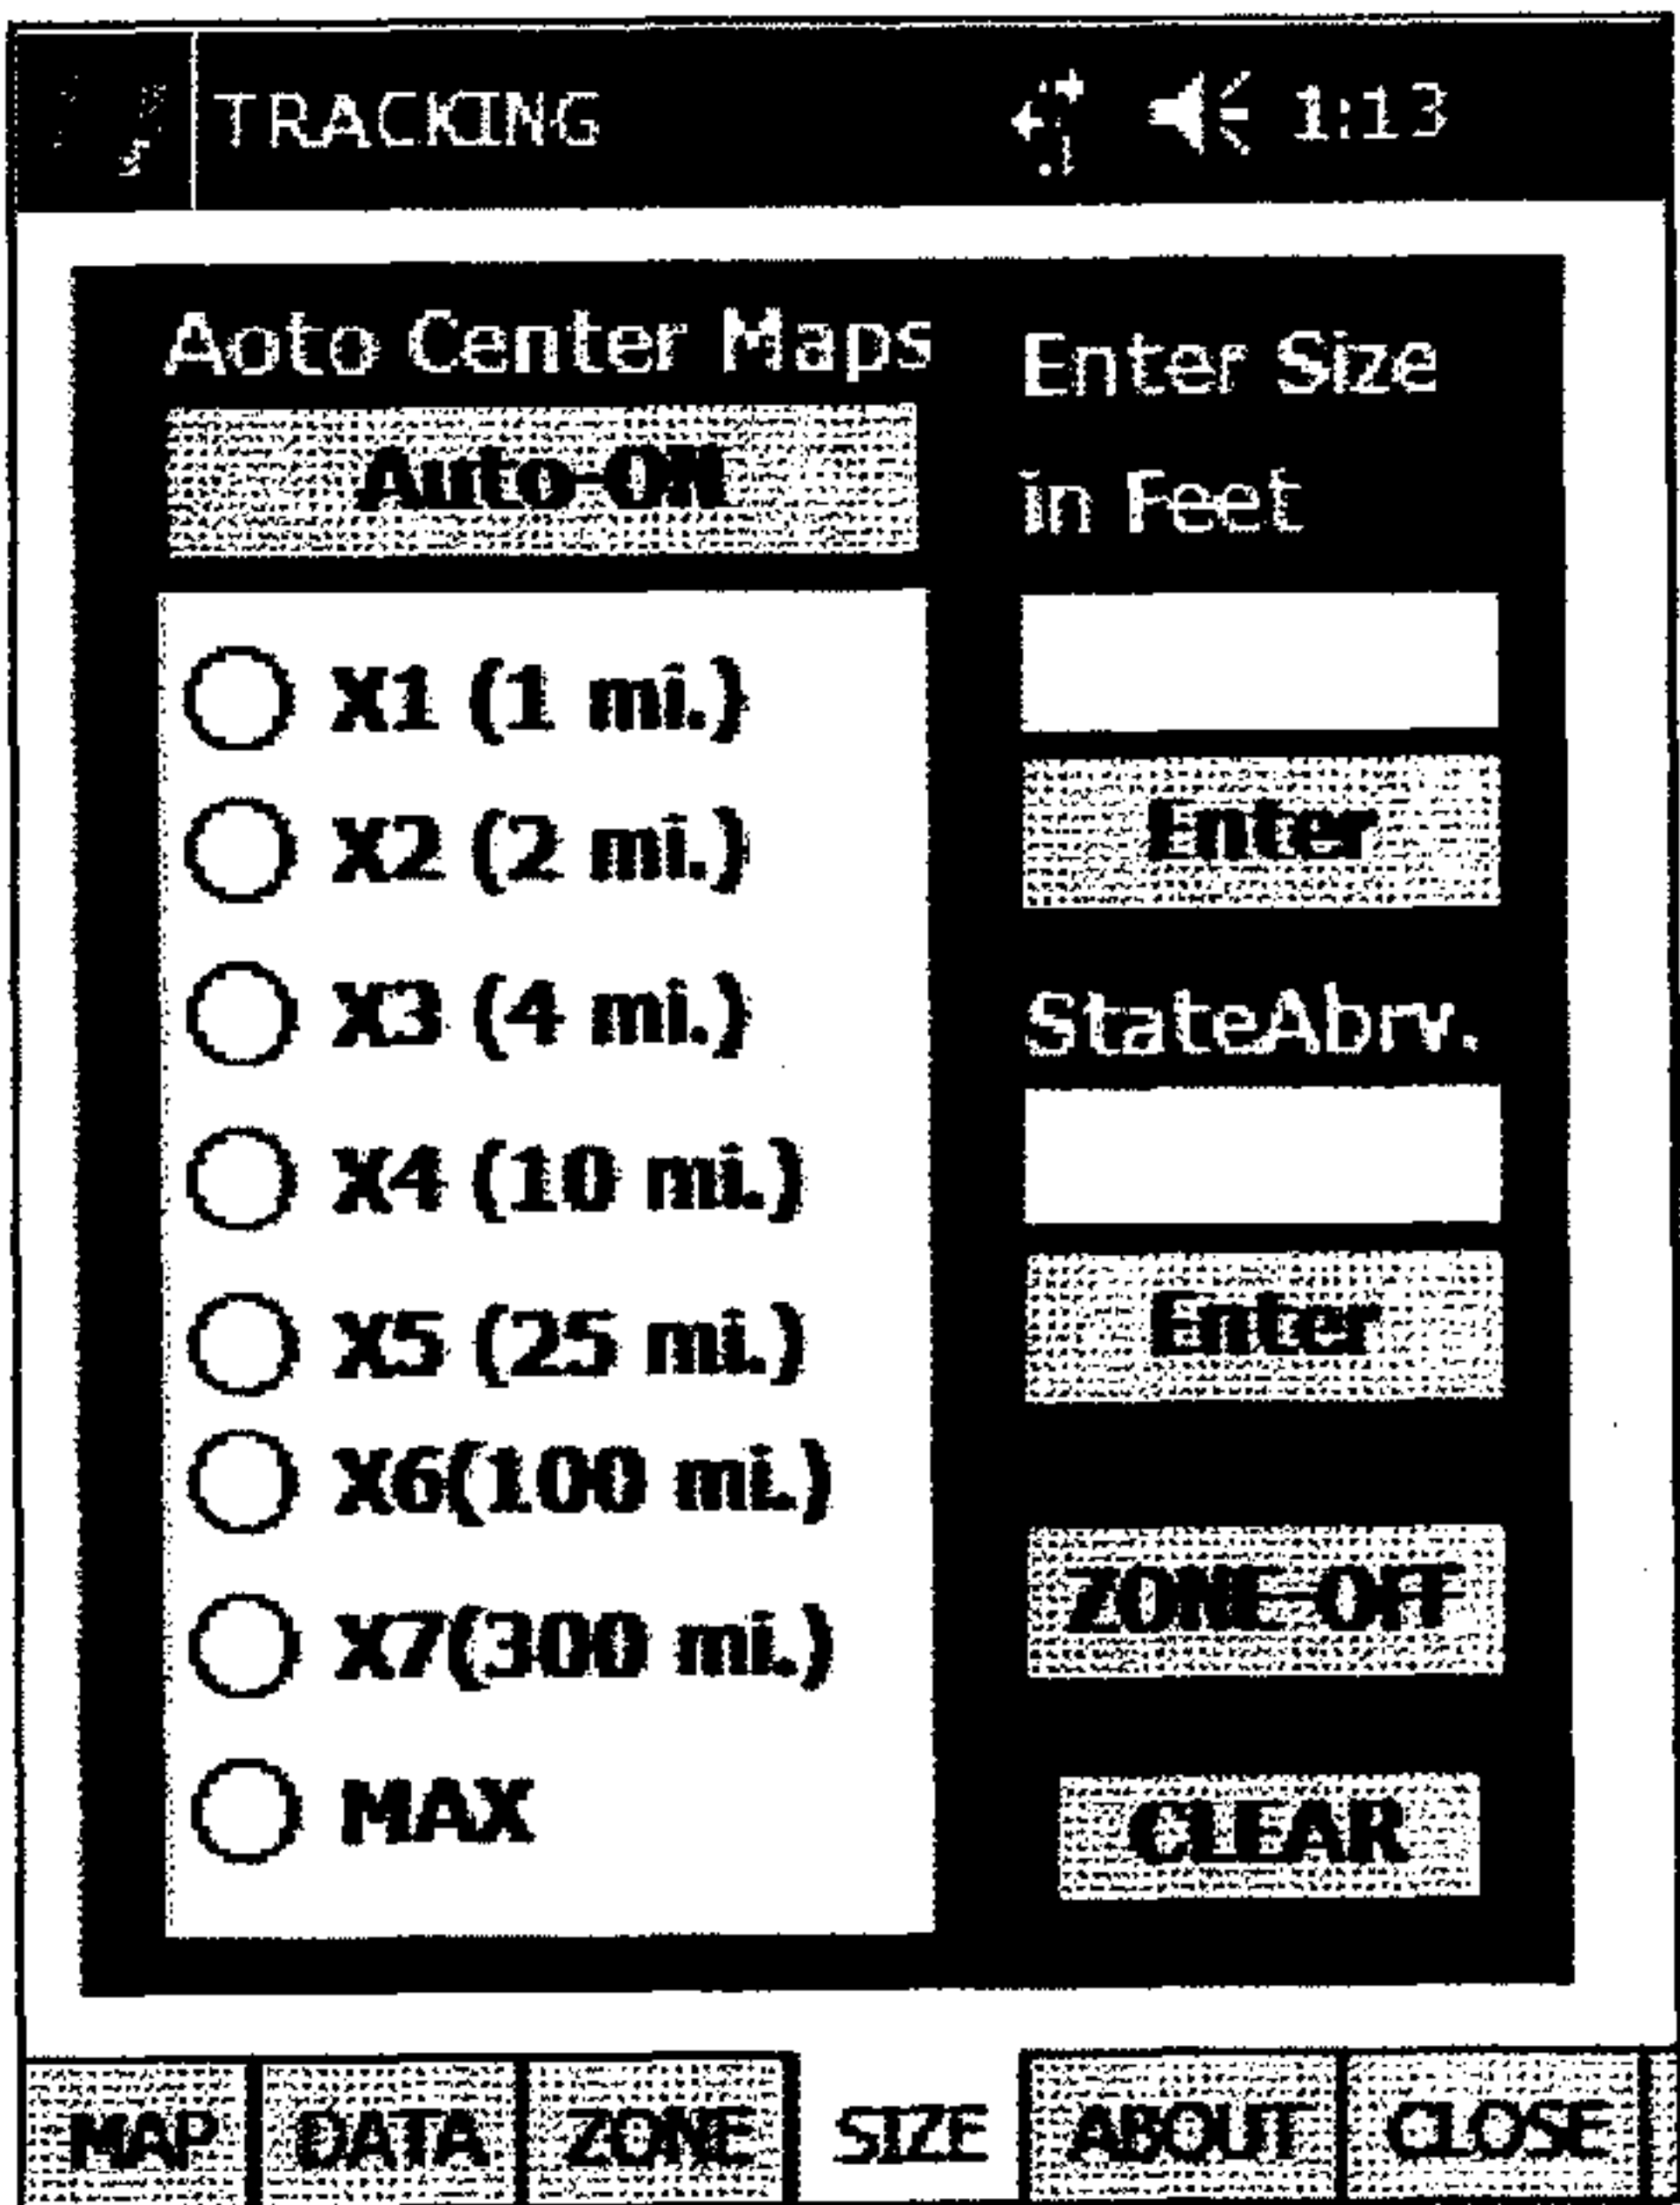 TRACKING 1:13
Aoto Center Maps
Auto-ON
X1 (1 mi.)
X2 (2 mi.)
X3 (4 mi.)
X4 (10 mi.)
X5 (25 mi.)
X6(100 mi.)
X7(300 mi.)
MAX
Enter Size
in Feet
Enter
StateAbrv.
Enter
ZONE-OFF
CLEAR
MAP DATA ZONE SIZE ABOUT CLOSE